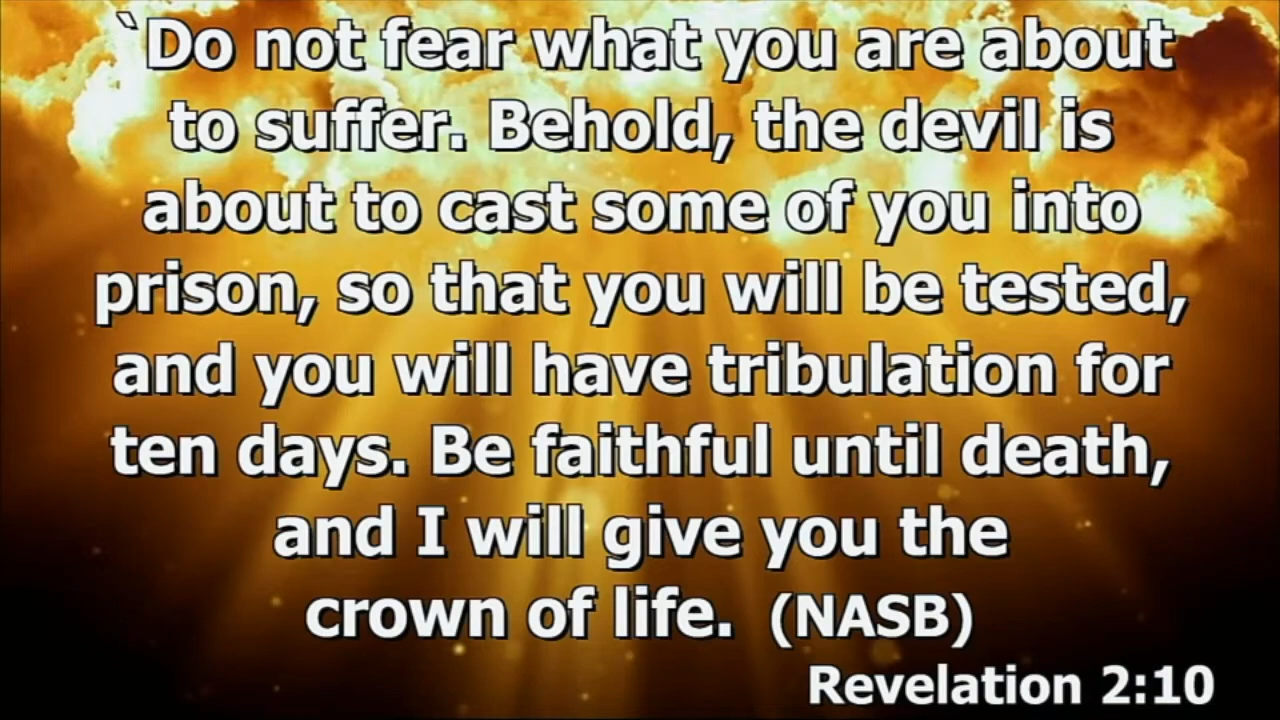 `Do not fear what you are about
to suffer. Behold, the devil is
about to cast some of you into
prison, so that you will be tested,
and you will have tribulation for
ten days. Be faithful until death,
and I will give you the
crown of life. (NASB)
Revelation 2:10